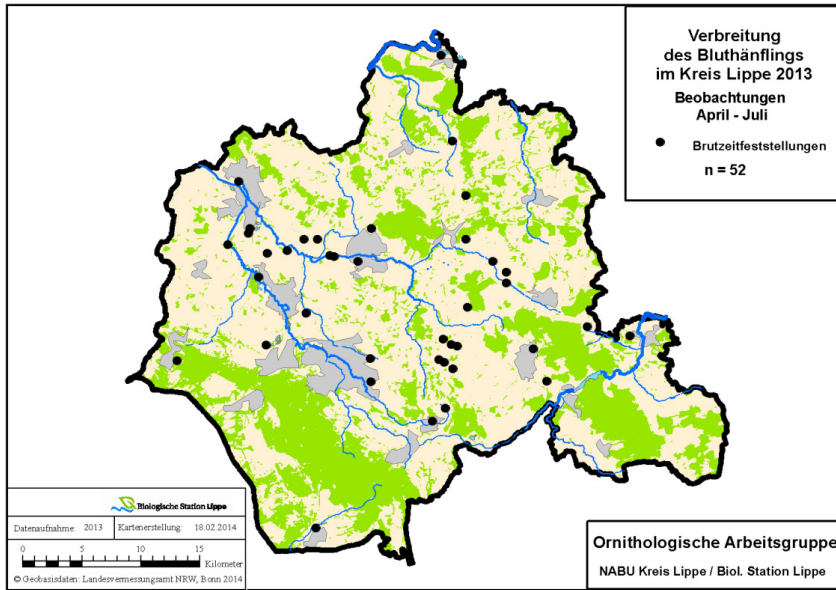 Verbreitung
des Bluthänflings
im Kreis Lippe 2013
Beobachtungen
April - Juli
Brutzeitfeststellungen
n = 52
Biologische Station Lippe
Datenaufnahme: 2013 Kartenerstellung: 18.02.2014
0 5 10 15
Kilometer
© Geobasisdaten: Landesvermessungsamt NRW, Bonn 2014
Ornithologische Arbeitsgruppe
NABU Kreis Lippe / Biol. Station Lippe